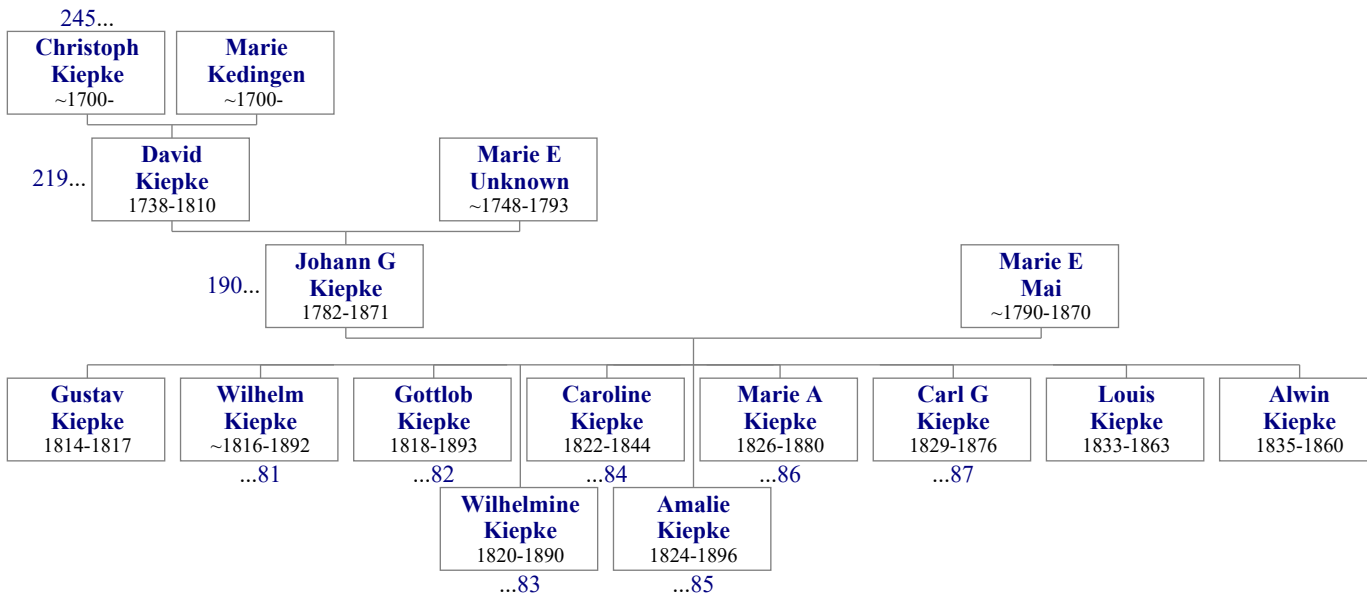 245...
Christoph
Kiepke
~1700-
Marie
Kedingen
~1700-
219...
David
Kiepke
1738-1810
Marie E
Unknown
~1748-1793
190...
Johann G
Kiepke
1782-1871
Marie E
Mai
~1790-1870
Gustav
Kiepke
1814-1817
Wilhelm
Kiepke
~1816-1892
...81
Gottlob
Kiepke
1818-1893
...82
Caroline
Kiepke
1822-1844
...84
Marie A
Kiepke
1826-1880
...86
Carl G
Kiepke
1829-1876
...87
Louis
Kiepke
1833-1863
Alwin
Kiepke
1835-1860
Wilhelmine
Kiepke
1820-1890
...83
Amalie
Kiepke
1824-1896
...85